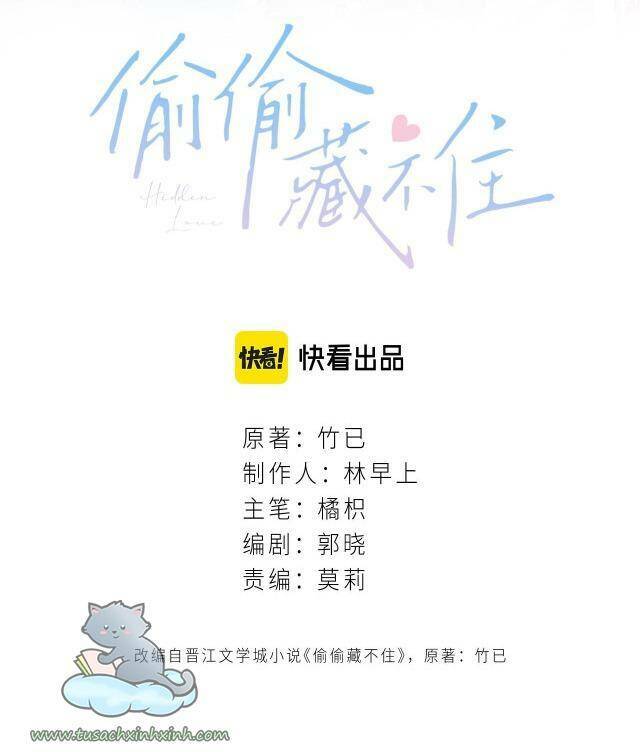 偷偷藏不住
Hidden
Love
快看! 快看出品
原著：竹已
制作人：林早上
主笔：橘枳
编剧：郭晓
责编：莫莉
改编自晋江文学城小说《偷偷藏不住》，原著：竹已
www.tusachxinhxinh.com